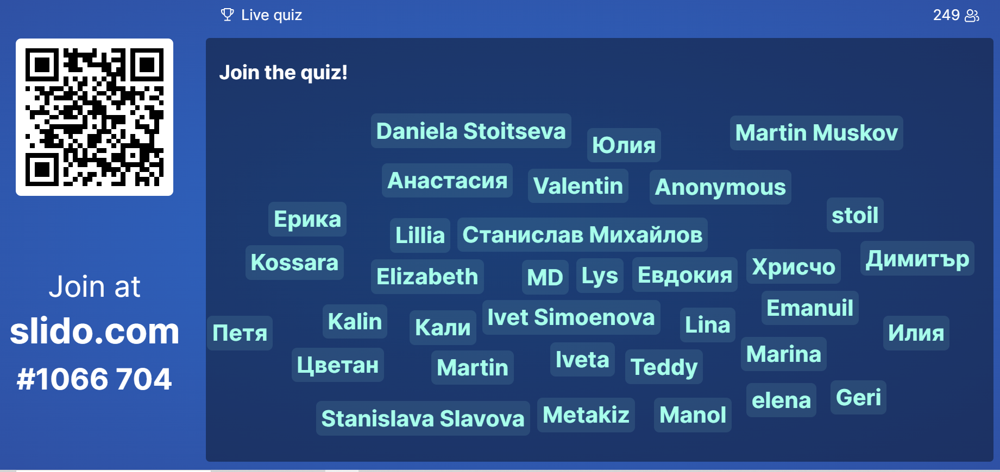 Live quiz
249
Join the quiz!
Daniela Stoitseva
Юлия
Martin Muskov
Анастасия
Valentin
Anonymous
Ерика
stoil
Lillia
Станислав Михайлов
Kossara
Elizabeth
MD
Lys
Евдокия
Хрисчо
Димитър
Петя
Kalin
Кали
Ivet Simoenova
Lina
Emanuil
Илия
Цветан
Martin
Iveta
Teddy
Marina
Stanislava Slavova
Metakiz
Manol
elena
Geri
Join at
slido.com
#1066 704